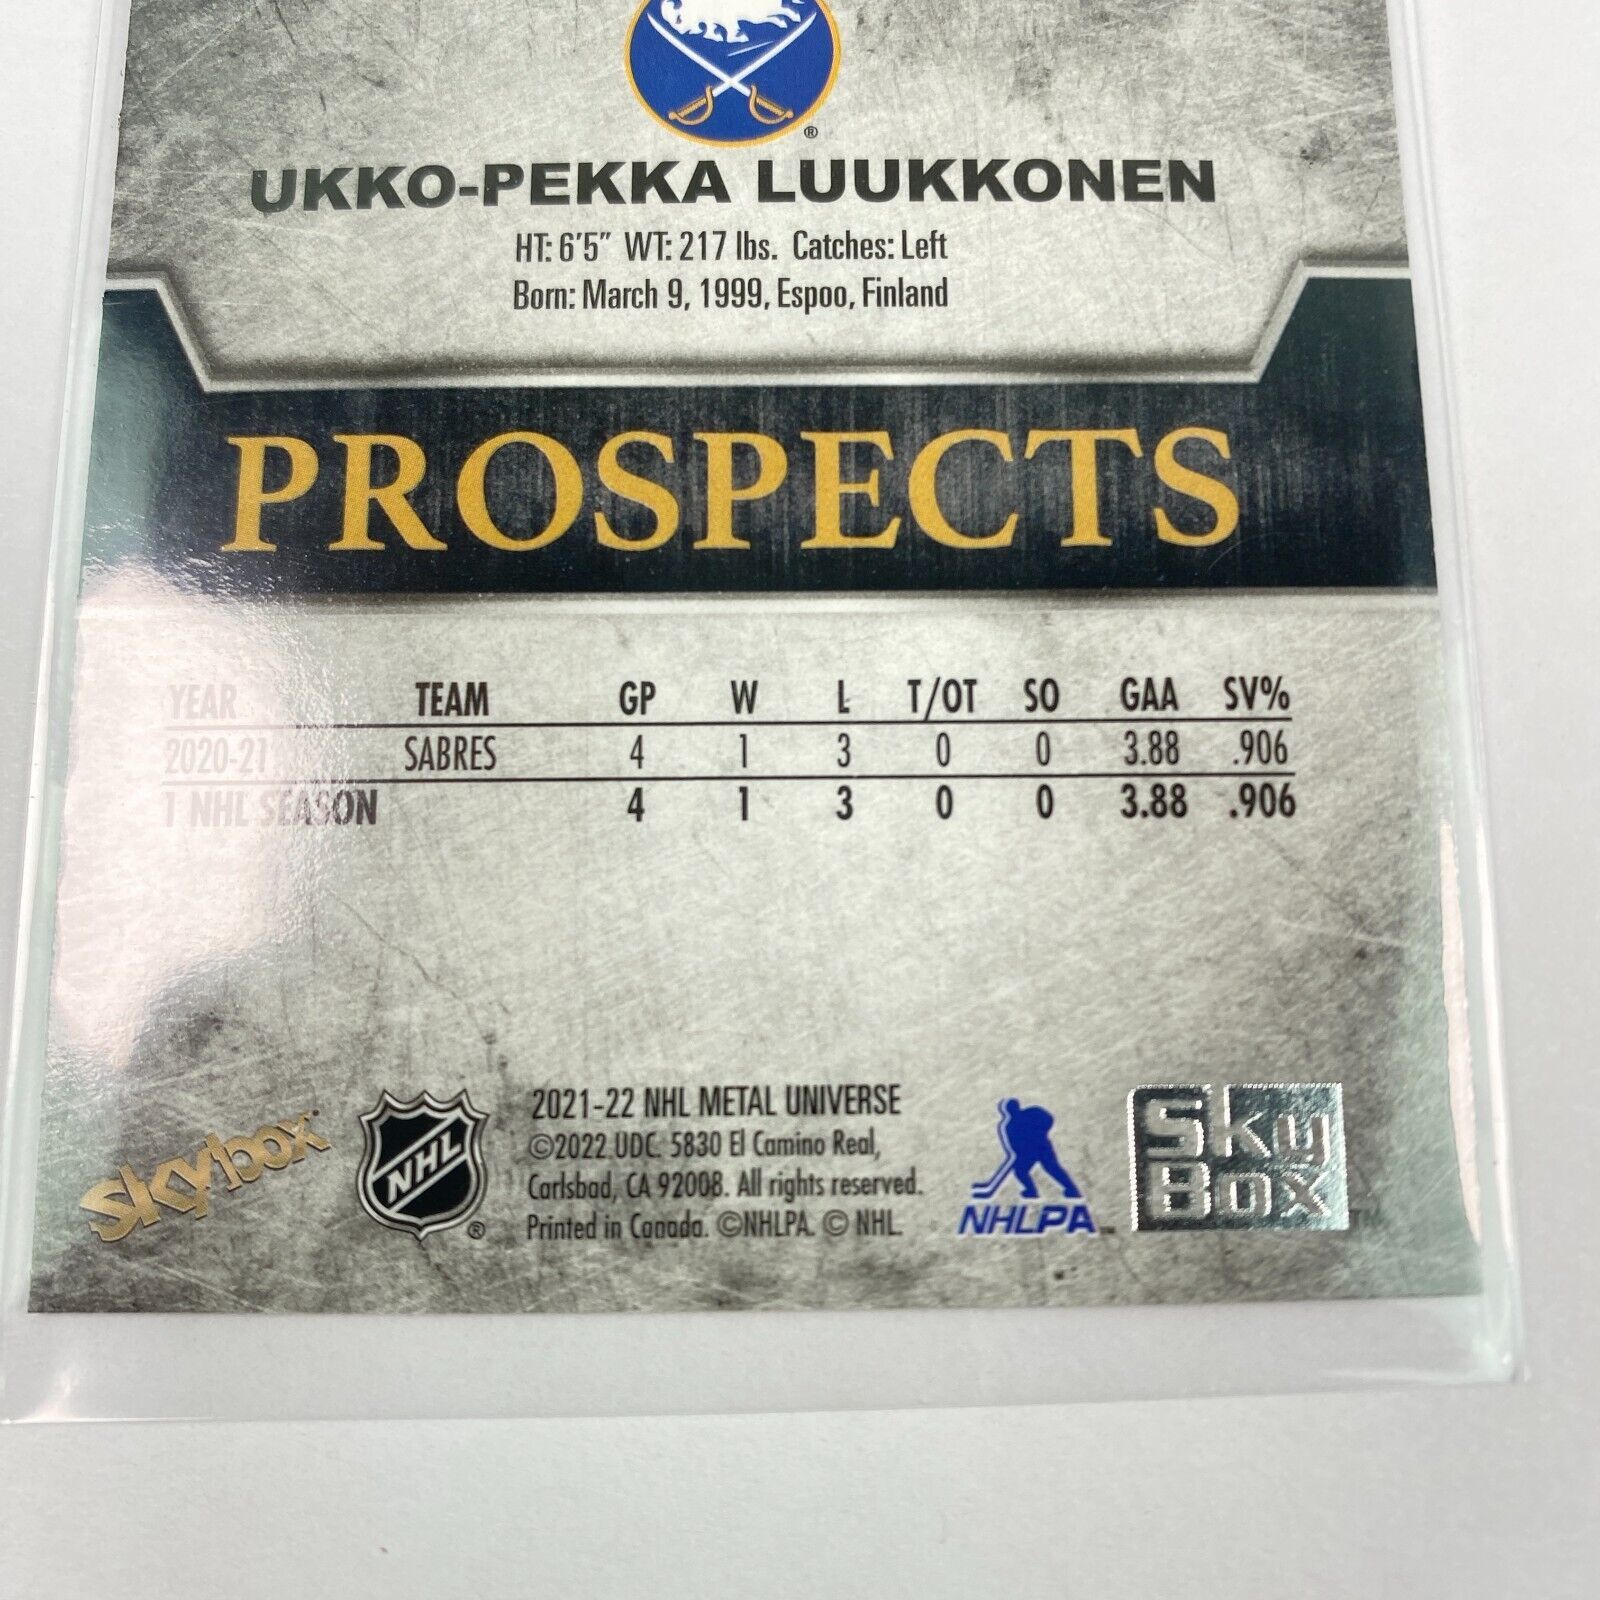 ®
UKKO-PEKKA LUUKKONEN
HT: 6'5" WT: 217 lbs. Catches: Left
Born: March 9, 1999, Espoo, Finland
PROSPECTS
YEAR TEAM GP W L T/OT SO GAA SV%
2020-21 SABRES 4 1 3 0 0 3.88 .906
1 NHL SEASON 4 1 3 0 0 3.88 .906
skybox
NHL ®
2021-22 NHL METAL UNIVERSE
©2022 UDC. 5830 El Camino Real,
Carlsbad, CA 92008. All rights reserved.
Printed in Canada. ©NHLPA. © NHL.
NHLPA™
Sky
Box™